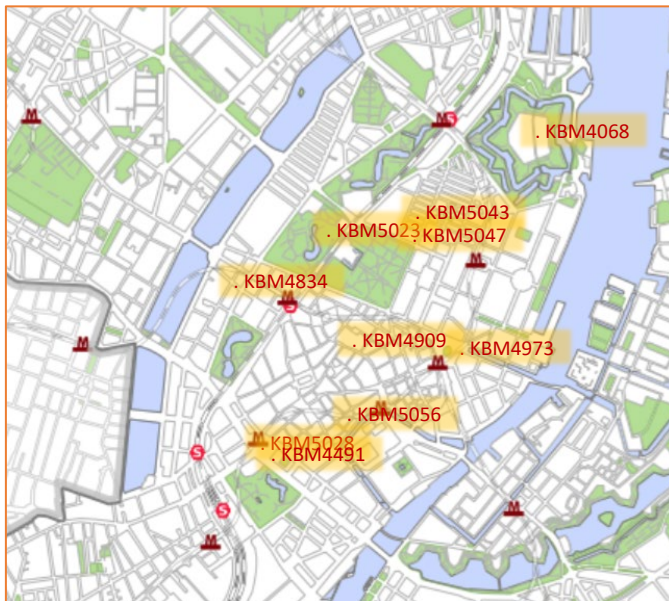 M
M S
. KBM4068
. KBM5043
. KBM5023
. KBM5047
M
. KBM4834
M
S
M
. KBM4909
. KBM4973
M
M
. KBM5056
M
. KBM5028
S
. KBM4491
S
M
M